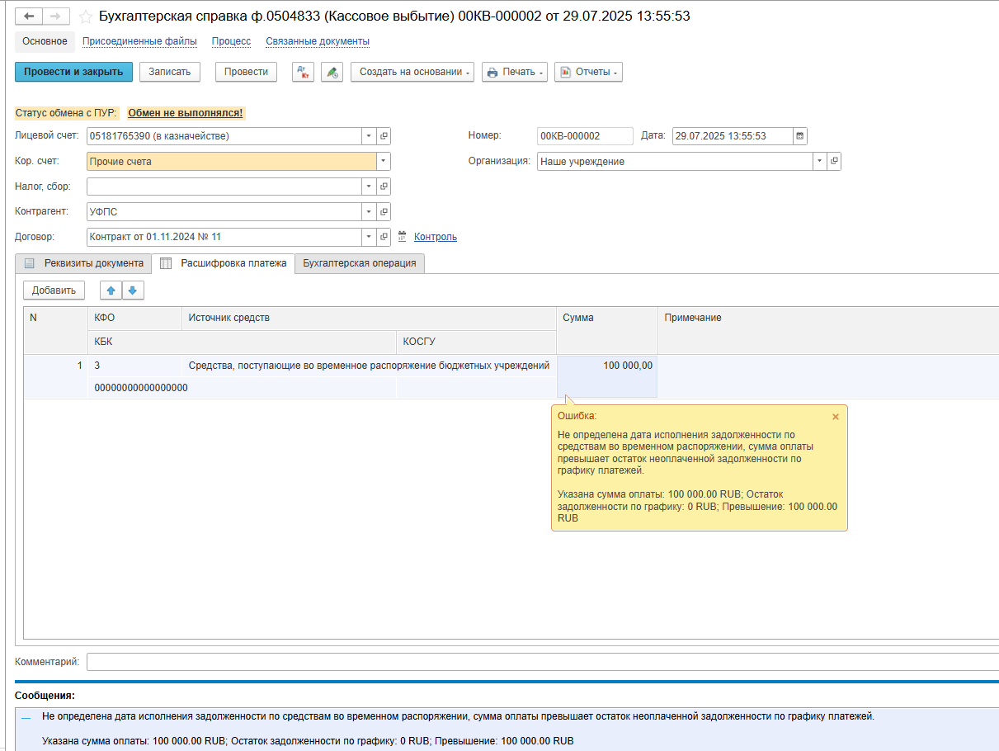 Бухгалтерская справка ф.0504833 (Кассовое выбытие) 00КВ-000002 от 29.07.2025 13:55:53
Основное Присоединенные файлы Процесс Связанные документы
Провести и закрыть Записать Провести Дт Кт Создать на основании Печать Отчеты
Статус обмена с ПУР: Обмен не выполнялся!
Лицевой счет: 05181765390 (в казначействе) Номер: 00КВ-000002 Дата: 29.07.2025 13:55:53
Кор. счет: Прочие счета Организация: Наше учреждение
Налог, сбор:
Контрагент: УФПС
Договор: Контракт от 01.11.2024 № 11 Контроль
Реквизиты документа Расшифровка платежа Бухгалтерская операция
Добавить
N КФО Источник средств Сумма Примечание
КБК КОСГУ
1 3 Средства, поступающие во временное распоряжение бюджетных учреждений 100 000,00
00000000000000000
Ошибка:
Не определена дата исполнения задолженности по
средствам во временном распоряжении, сумма оплаты
превышает остаток неоплаченной задолженности по
графику платежей.
Указана сумма оплаты: 100 000.00 RUB; Остаток
задолженности по графику: 0 RUB; Превышение: 100 000.00
RUB
Комментарий:
Сообщения:
Не определена дата исполнения задолженности по средствам во временном распоряжении, сумма оплаты превышает остаток неоплаченной задолженности по графику платежей.
Указана сумма оплаты: 100 000.00 RUB; Остаток задолженности по графику: 0 RUB; Превышение: 100 000.00 RUB